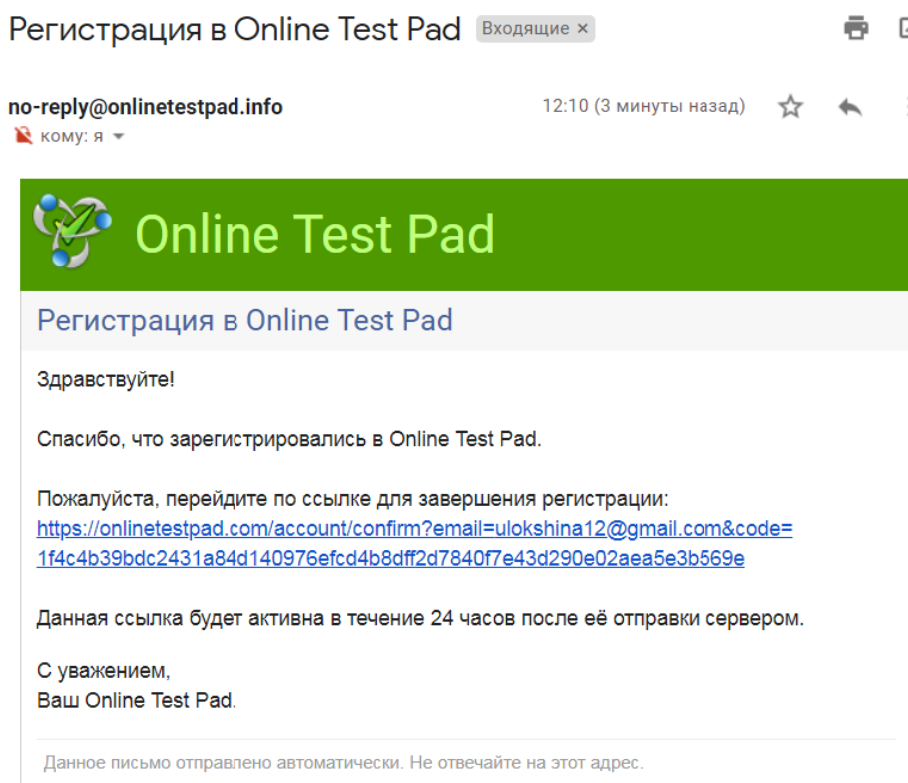 Регистрация в Online Test Pad Входящие ×
no-reply@onlinetestpad.info 12:10 (3 минуты назад)
кому: я
Online Test Pad
Регистрация в Online Test Pad
Здравствуйте!
Спасибо, что зарегистрировались в Online Test Pad.
Пожалуйста, перейдите по ссылке для завершения регистрации:
https://onlinetestpad.com/account/confirm?email=ulokshina12@gmail.com&code=
1f4c4b39bdc2431a84d140976efcd4b8dff2d7840f7e43d290e02aea5e3b569e
Данная ссылка будет активна в течение 24 часов после её отправки сервером.
С уважением,
Ваш Online Test Pad.
Данное письмо отправлено автоматически. Не отвечайте на этот адрес.